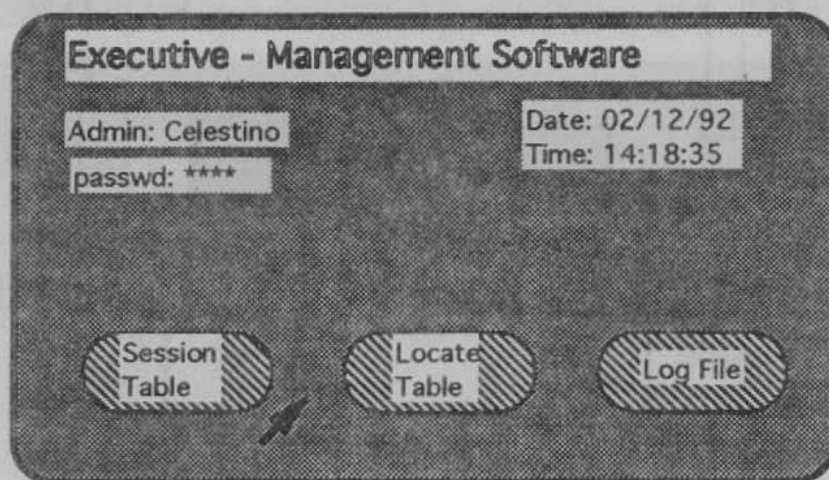 Executive - Management Software
Admin: Celestino
passwd: ****
Date: 02/12/92
Time: 14:18:35
Session
Table
Locate
Table
Log File